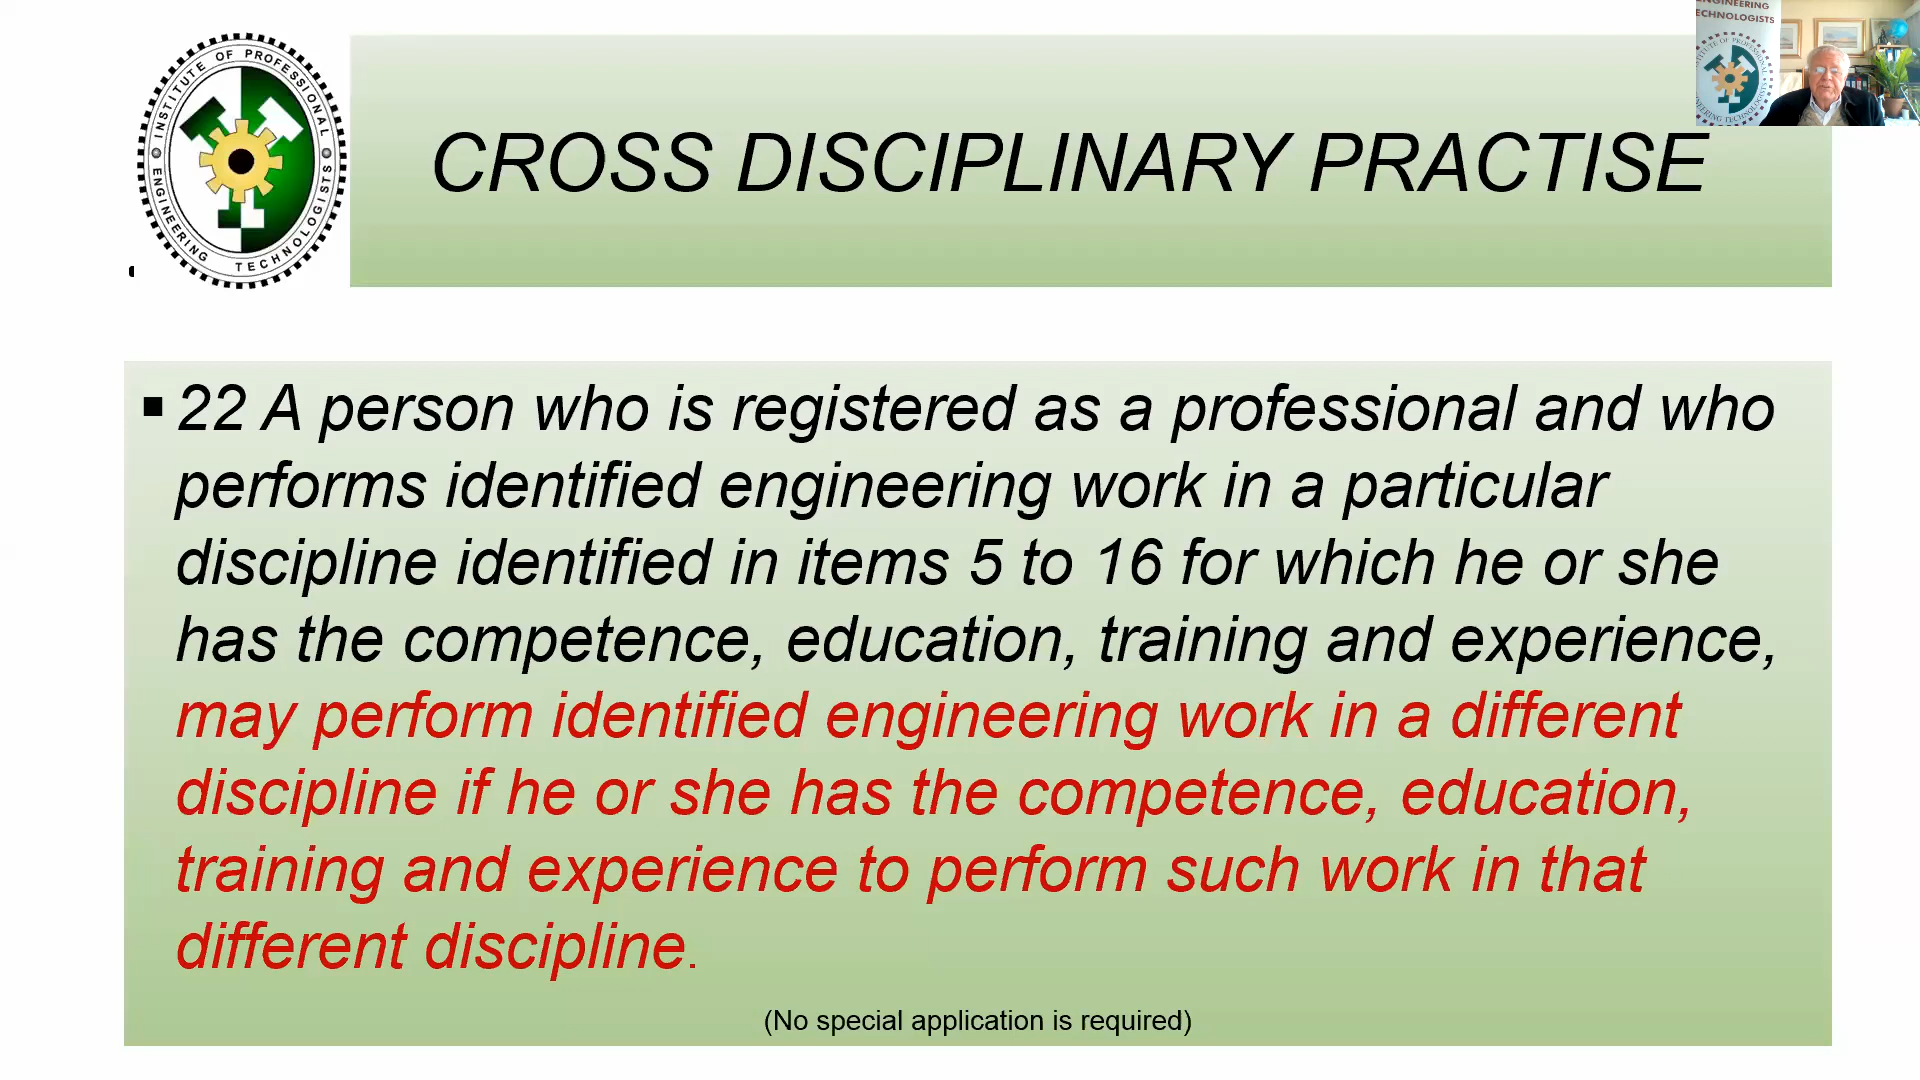 INSTITUTE OF PROFESSIONAL
ENGINEERING TECHNOLOGISTS
CROSS DISCIPLINARY PRACTISE
ENGINEERING
TECHNOLOGISTS
▪ 22 A person who is registered as a professional and who
performs identified engineering work in a particular
discipline identified in items 5 to 16 for which he or she
has the competence, education, training and experience,
may perform identified engineering work in a different
discipline if he or she has the competence, education,
training and experience to perform such work in that
different discipline.
(No special application is required)